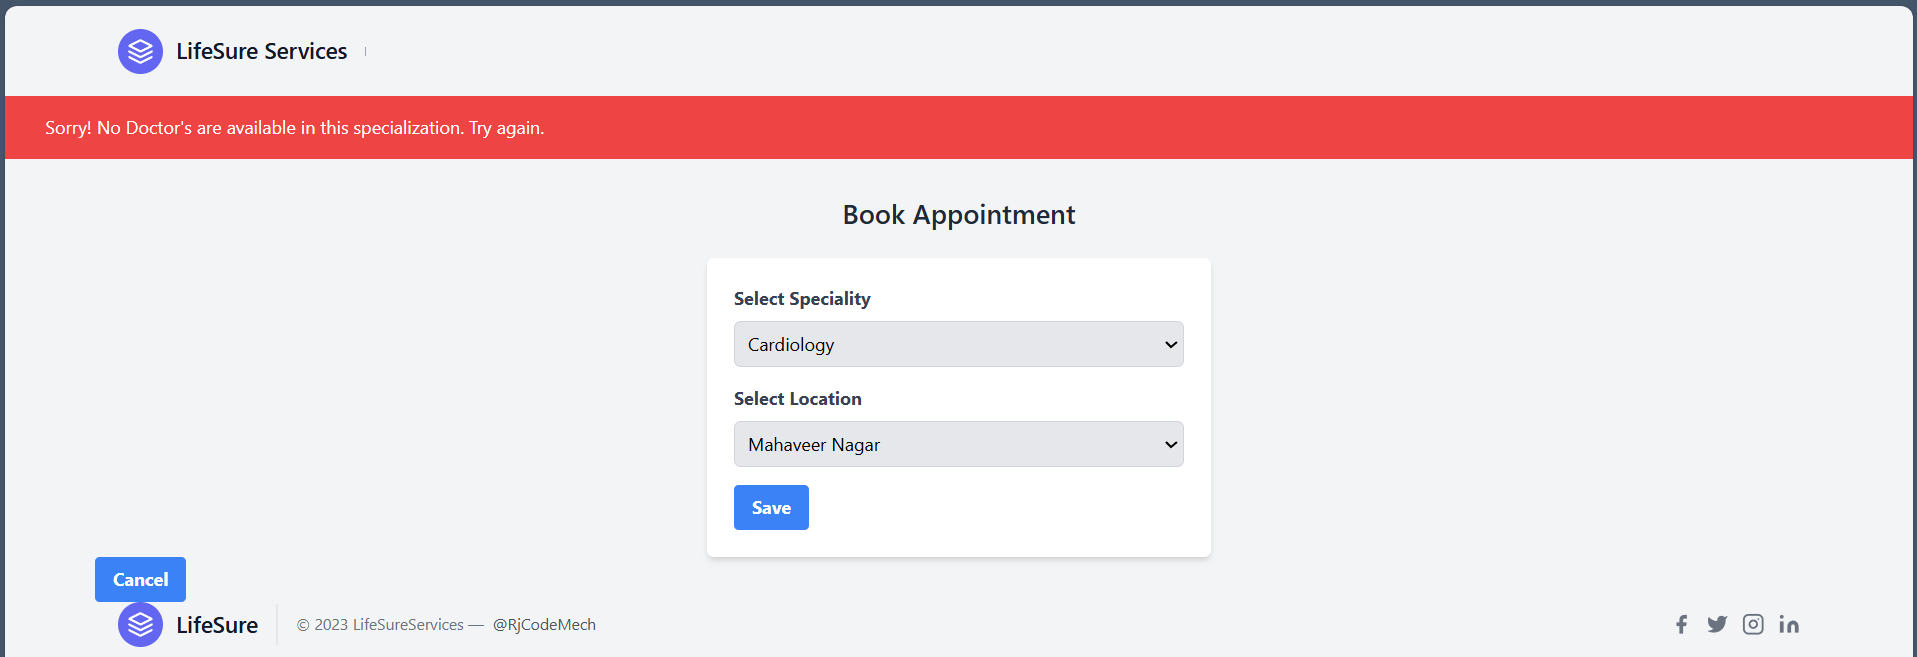 LifeSure Services
Sorry! No Doctor's are available in this specialization. Try again.
Book Appointment
Select Speciality
Cardiology
Select Location
Mahaveer Nagar
Save
Cancel
LifeSure
© 2023 LifeSureServices — @RjCodeMech